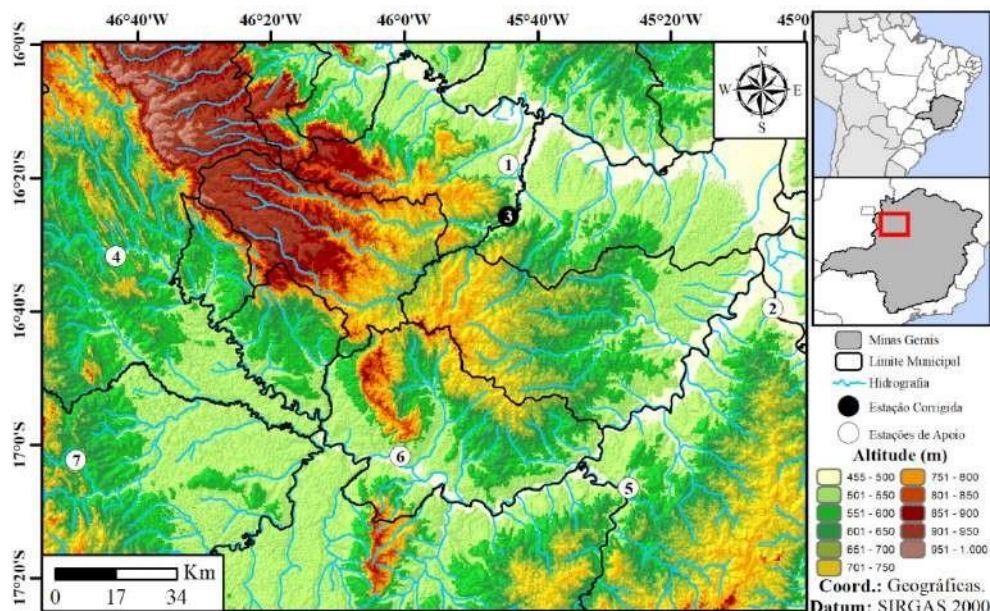 46°40'W 46°20'W 46°0'W 45°40'W 45°20'W 45°0'
16°0'S
16°20'S
16°40'S
17°0'S
17°20'S
N
W E
S
1
3
4
2
6
7
5
Km
0 17 34
Minas Gerais
Limite Municipal
Hidrografia
Estação Corrigida
Estações de Apoio
Altitude (m)
455 - 500 751 - 800
501 - 550 801 - 850
551 - 600 851 - 900
601 - 650 901 - 950
651 - 700 951 - 1.000
701 - 750
Coord.: Geográficas.
Datum: SIRGAS 2000